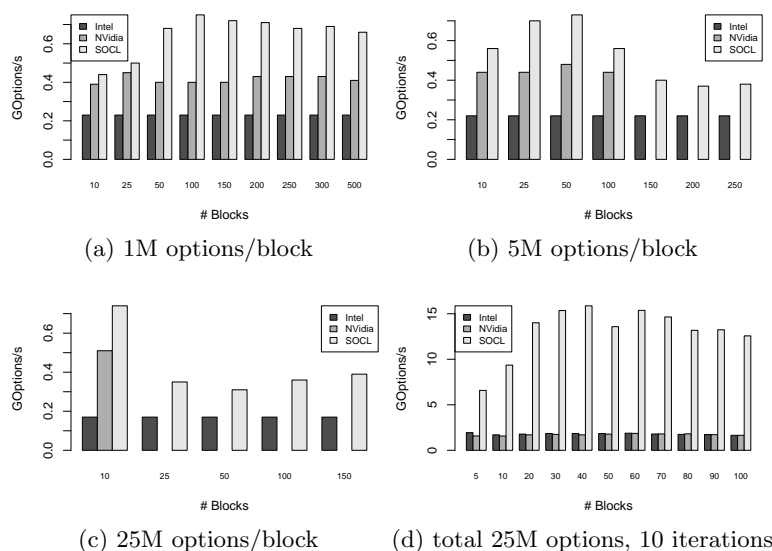 Intel
NVidia
SOCL
GOptions/s
0.0 0.2 0.4 0.6
10 25 50 100 150 200 250 300 500
# Blocks
(a) 1M options/block
Intel
NVidia
SOCL
GOptions/s
0.0 0.2 0.4 0.6
10 25 50 100 150 200 250
# Blocks
(b) 5M options/block
Intel
NVidia
SOCL
GOptions/s
0.0 0.2 0.4 0.6
10 25 50 100 150
# Blocks
(c) 25M options/block
Intel
NVidia
SOCL
GOptions/s
0 5 10 15
5 10 20 30 40 50 60 70 80 90 100
# Blocks
(d) total 25M options, 10 iterations